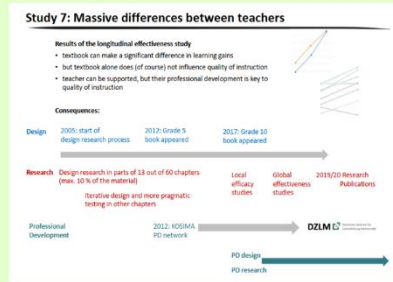 Study 7: Massive differences between teachers
Results of the longitudinal effectiveness study
• textbook can make a significant difference in learning gains
• but textbook alone does (of course) not influence quality of instruction
• teacher can be supported, but their professional development is key to
quality of instruction
Consequences:
Design
2005: start of
design research process
2012: Grade 5
book appeared
2017: Grade 10
book appeared
Research
Design research in parts of 13 out of 60 chapters
(max. 10 % of the material)
Iterative design and more pragmatic
testing in other chapters
Local
efficacy
studies
Global
effectiveness
studies
2019/20 Research
Publications
Professional
Development
2012: KOSIMA
PD network
DZLM
PD design
PD research